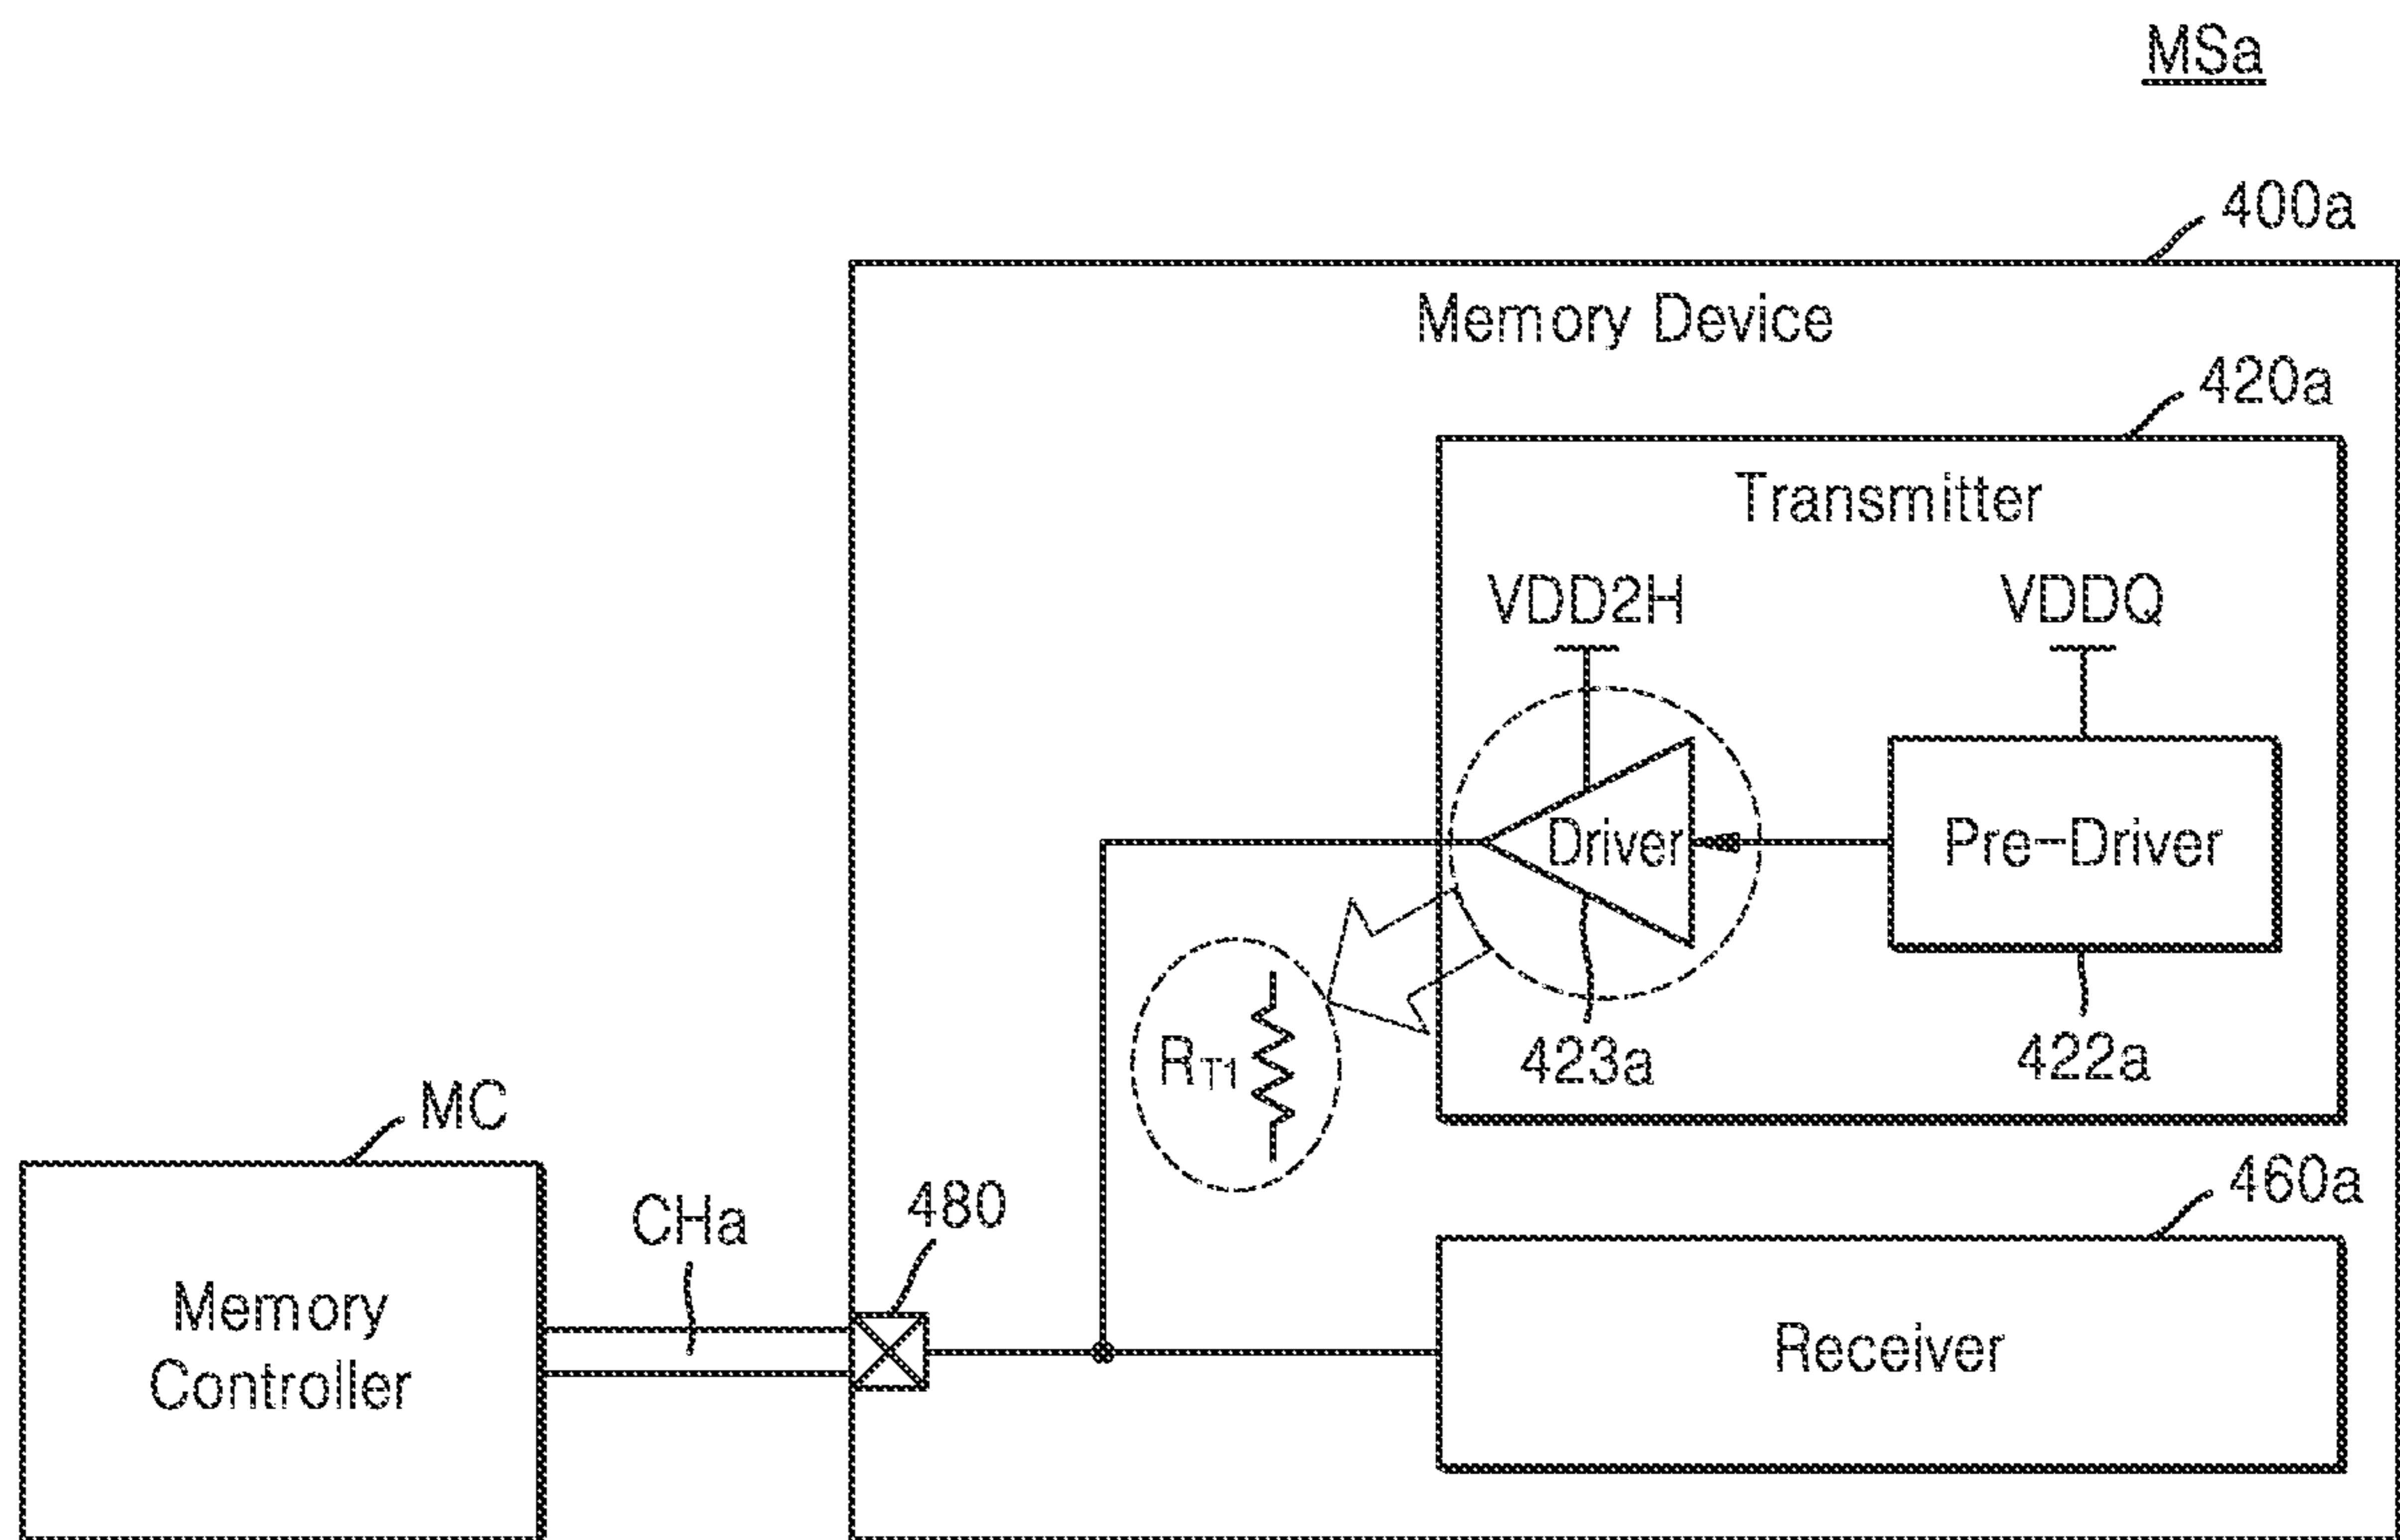 MSa
400a
Memory Device
420a
Transmitter
VDD2H
VDDQ
Driver
Pre-Driver
RT1
423a
422a
MC
CHa
480
460a
Memory
Controller
Receiver